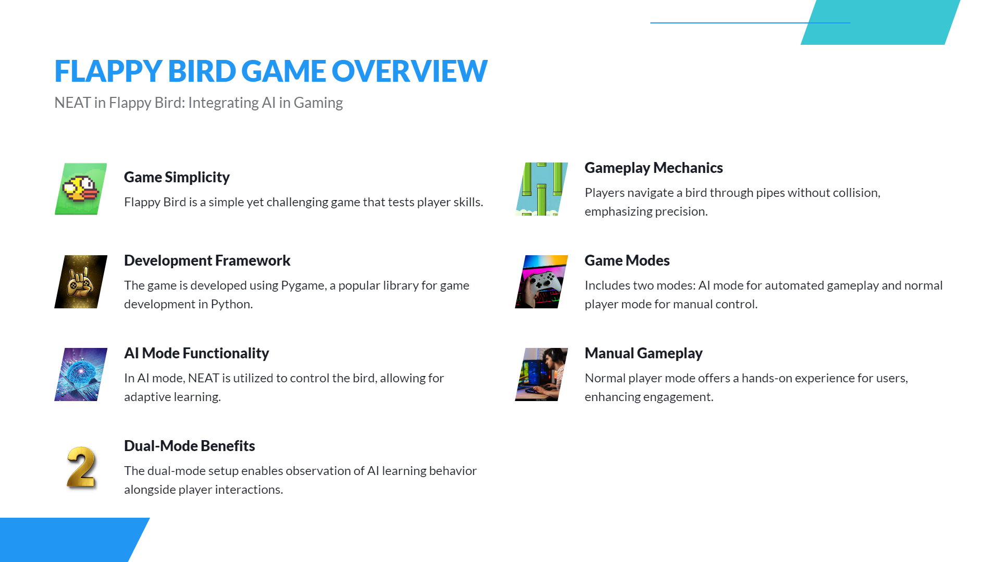 FLAPPY BIRD GAME OVERVIEW
NEAT in Flappy Bird: Integrating AI in Gaming
Game Simplicity
Flappy Bird is a simple yet challenging game that tests player skills.
Gameplay Mechanics
Players navigate a bird through pipes without collision,
emphasizing precision.
Development Framework
The game is developed using Pygame, a popular library for game
development in Python.
Game Modes
Includes two modes: AI mode for automated gameplay and normal
player mode for manual control.
AI Mode Functionality
In AI mode, NEAT is utilized to control the bird, allowing for
adaptive learning.
Manual Gameplay
Normal player mode offers a hands-on experience for users,
enhancing engagement.
2
Dual-Mode Benefits
The dual-mode setup enables observation of AI learning behavior
alongside player interactions.